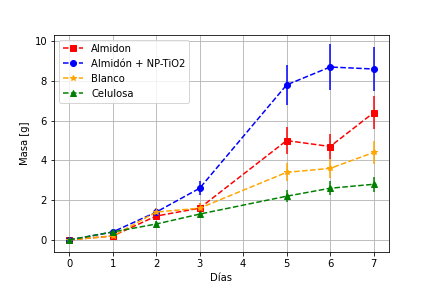 10
8
6
4
2
0
Masa [g]
Almidon
Almidón + NP-TiO2
Blanco
Celulosa
0 1 2 3 4 5 6 7
Días